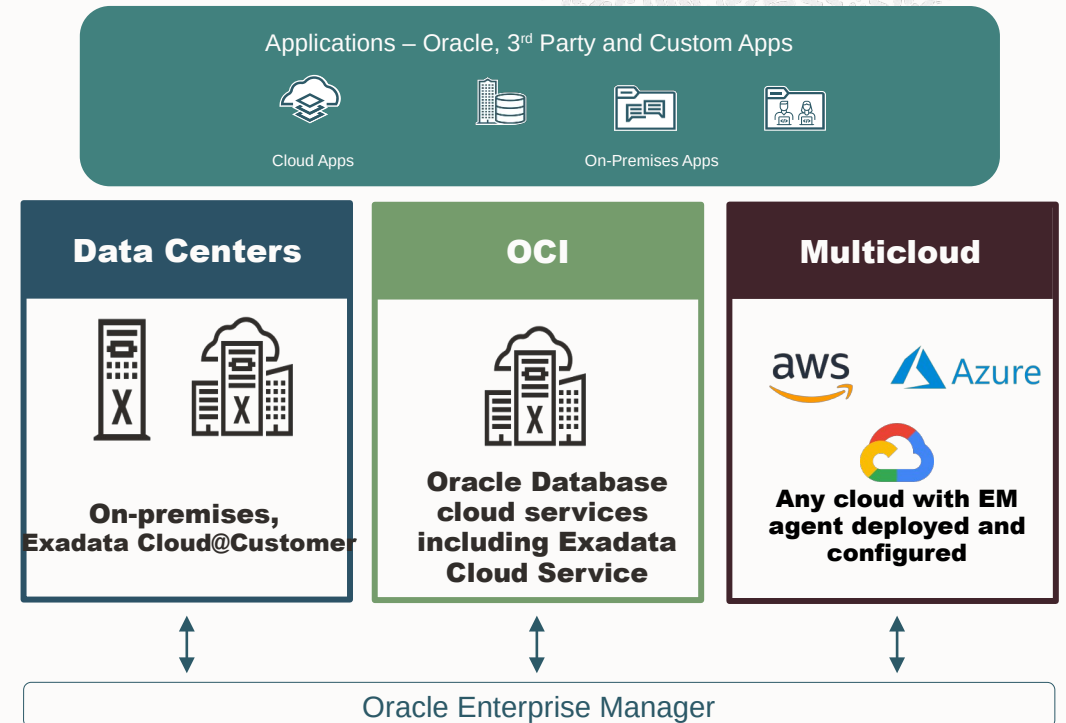 Applications – Oracle, 3rd Party and Custom Apps
Cloud Apps
On-Premises Apps
Data Centers
X
X
On-premises,
Exadata Cloud@Customer
OCI
X
Oracle Database
cloud services
including Exadata
Cloud Service
Multicloud
aws
Azure
Any cloud with EM
agent deployed and
configured
Oracle Enterprise Manager